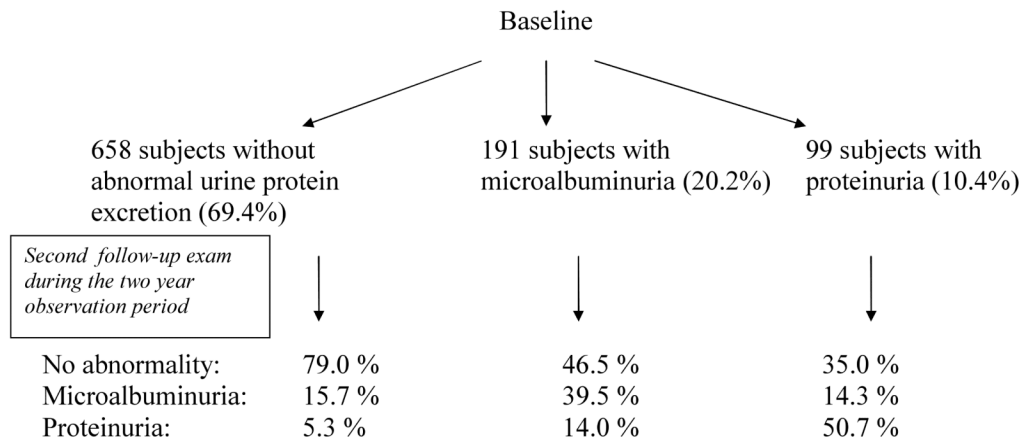 Baseline
658 subjects without
abnormal urine protein
excretion (69.4%)
191 subjects with
microalbuminuria (20.2%)
99 subjects with
proteinuria (10.4%)
Second follow-up exam
during the two year
observation period
No abnormality: 79.0 % 46.5 % 35.0 %
Microalbuminuria: 15.7 % 39.5 % 14.3 %
Proteinuria: 5.3 % 14.0 % 50.7 %